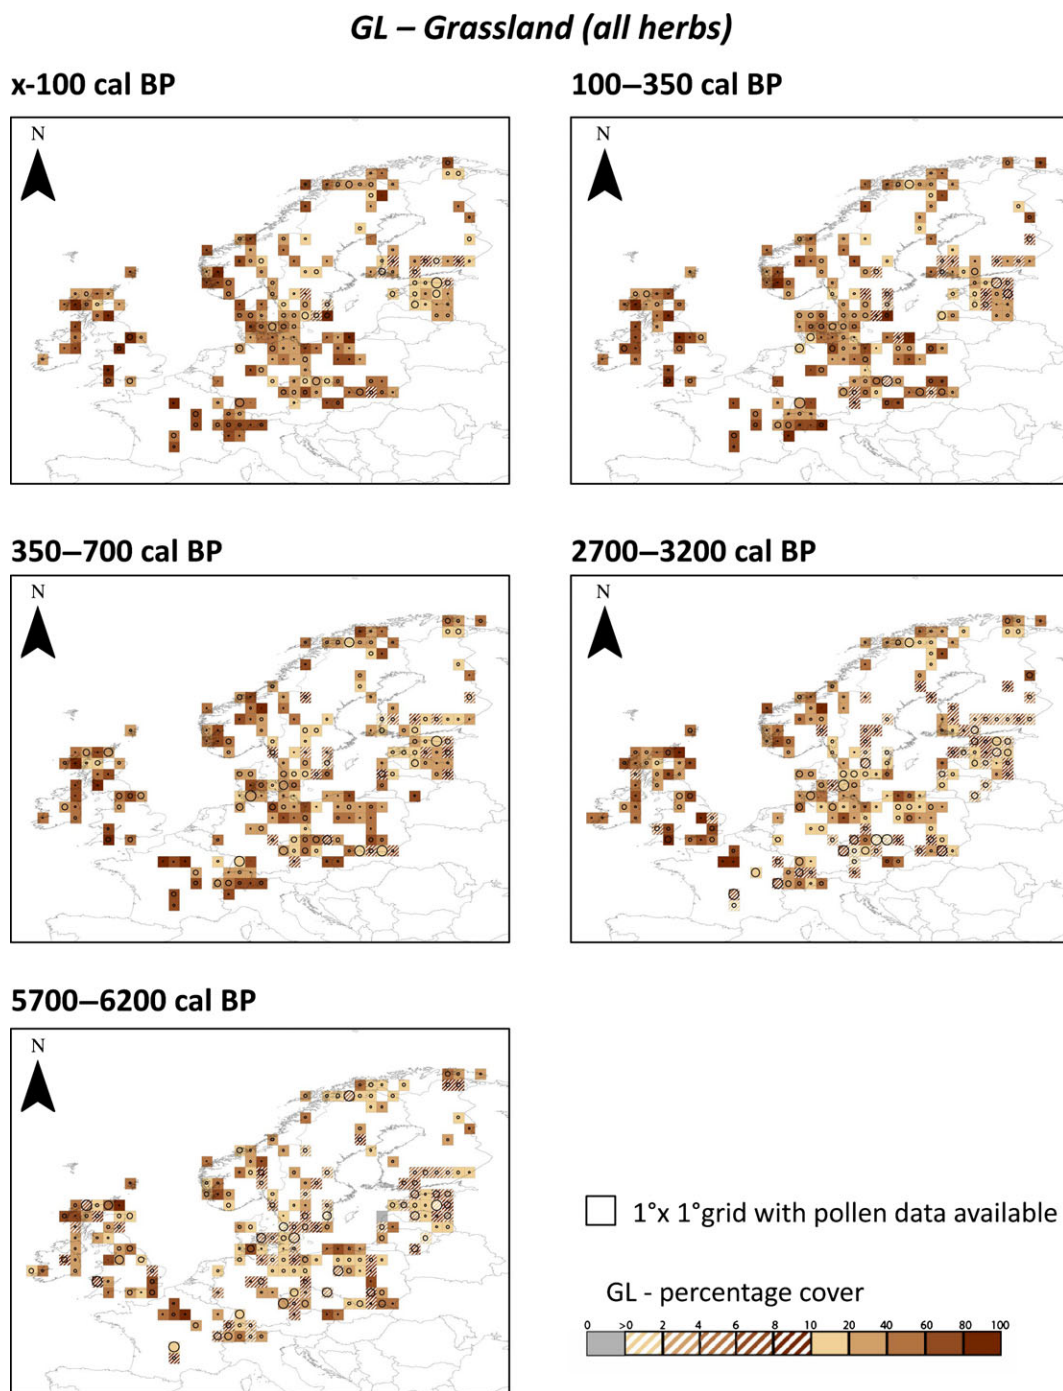 GL – Grassland (all herbs)
x-100 cal BP
100–350 cal BP
N
N
350–700 cal BP
2700–3200 cal BP
N
N
5700–6200 cal BP
N
1°x 1°grid with pollen data available
GL - percentage cover
0 >0 2 4 6 8 10 20 40 60 80 100